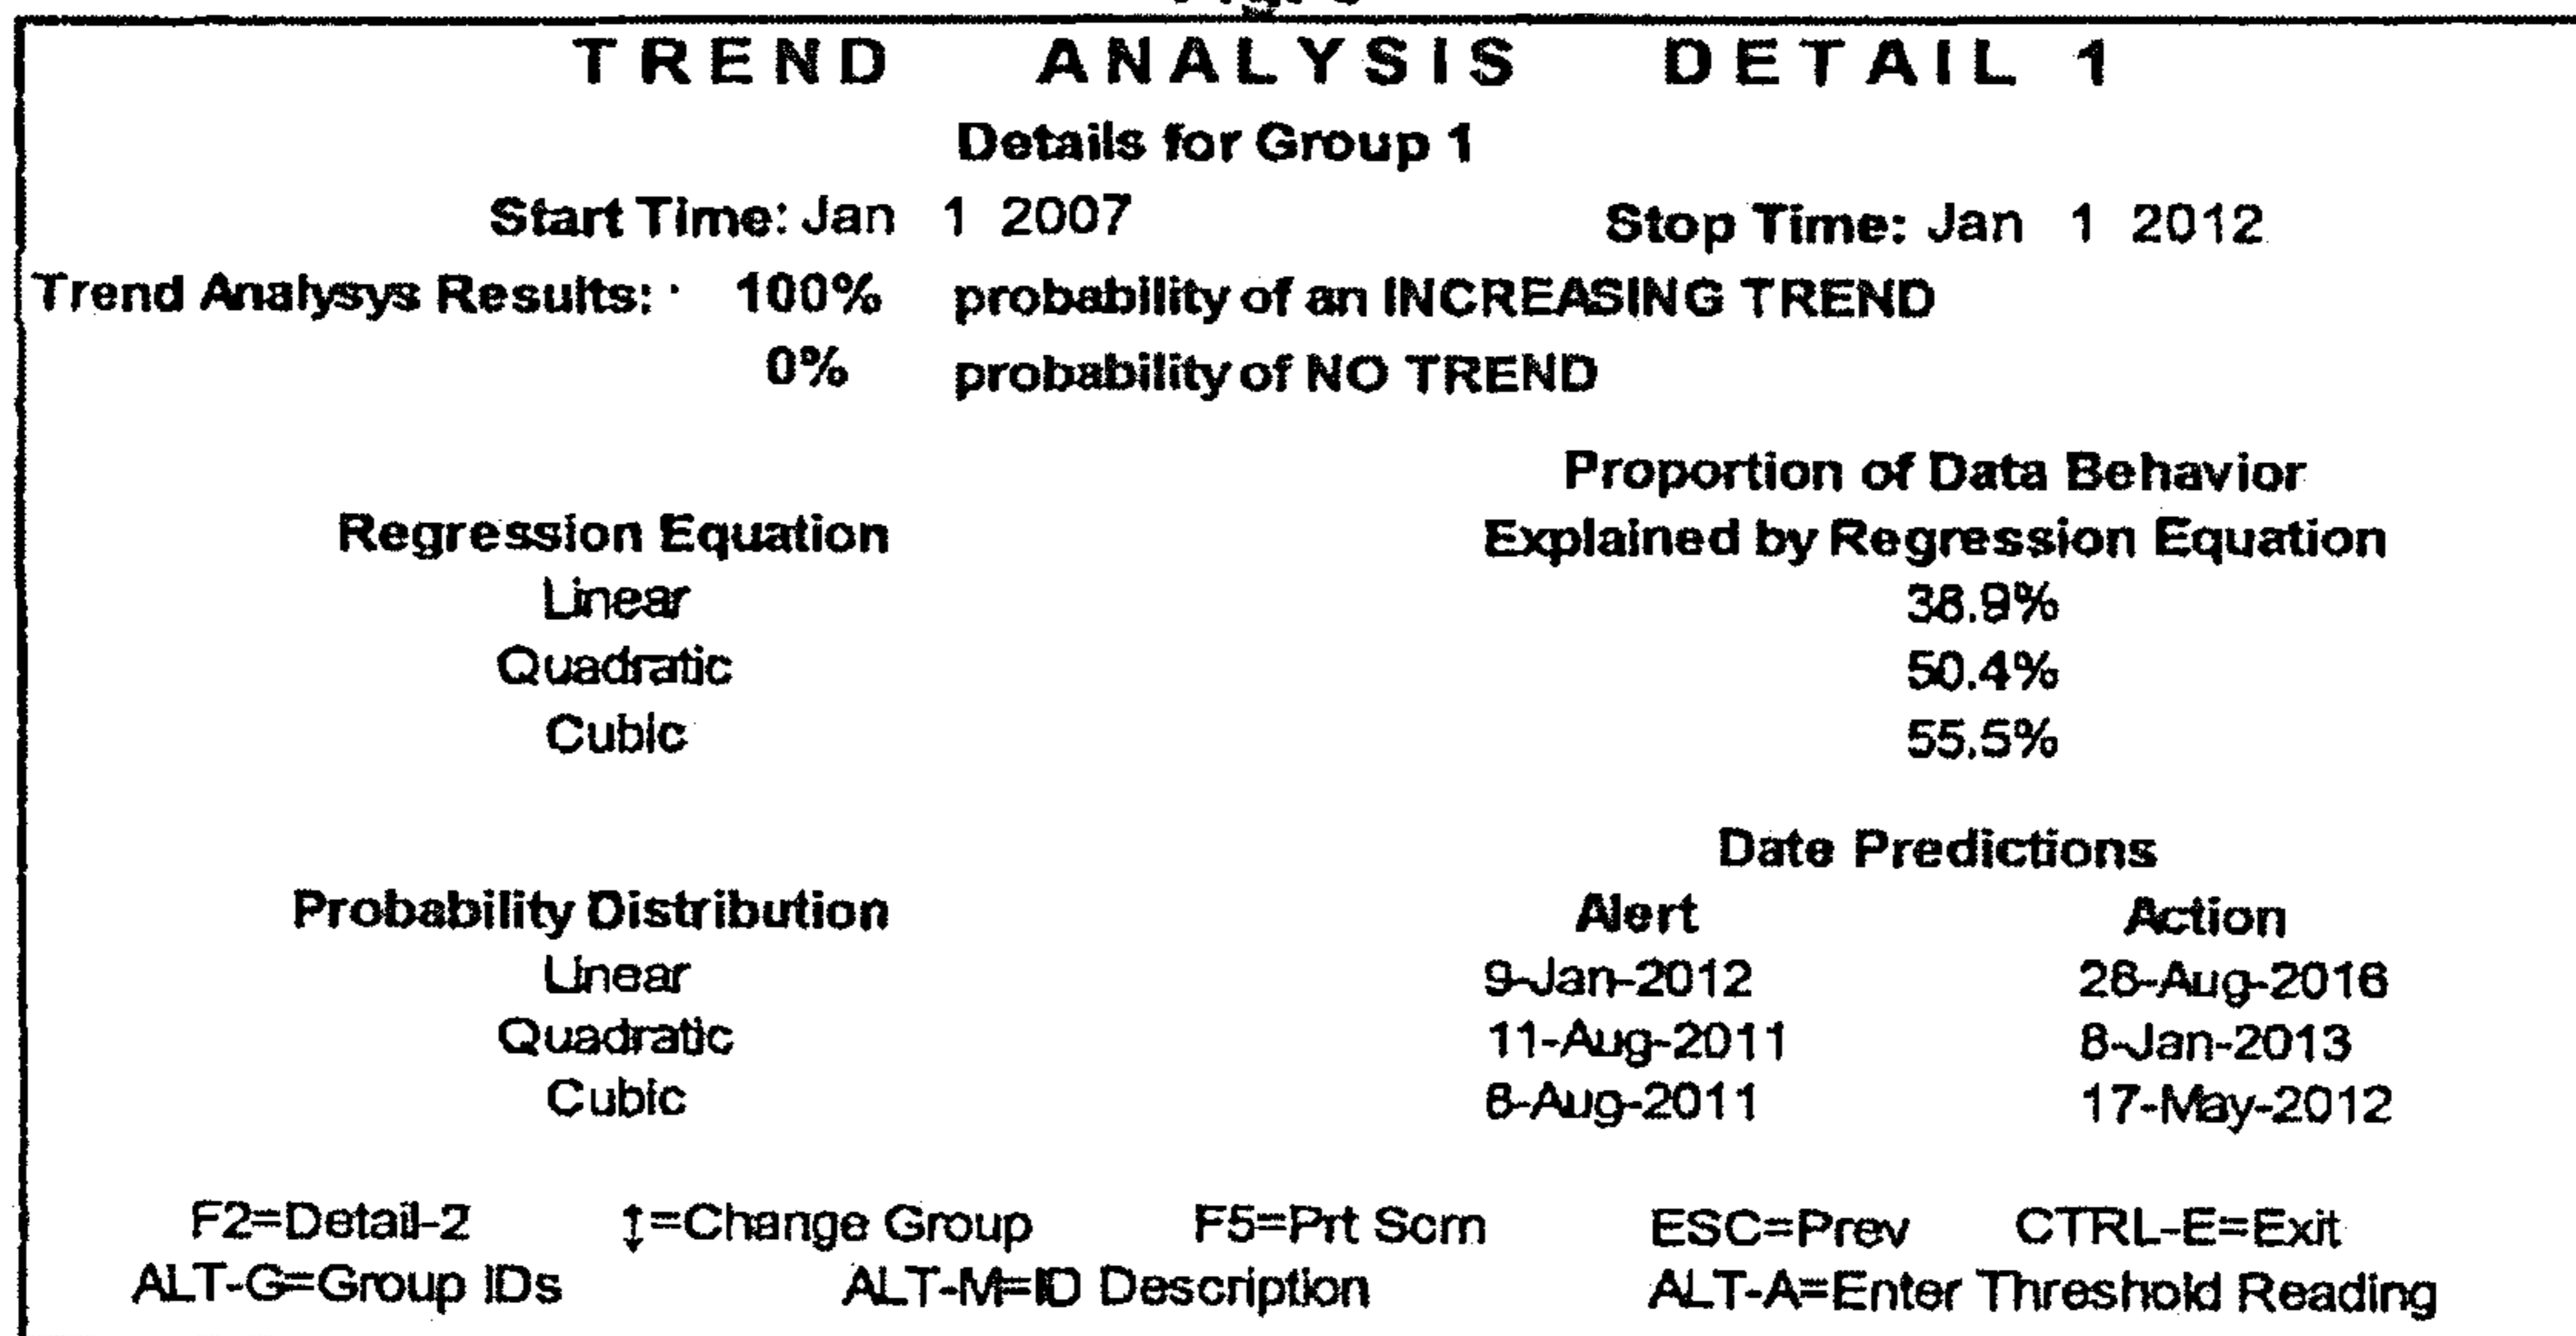 TREND ANALYSIS DETAIL 1
Details for Group 1
Start Time: Jan 1 2007 Stop Time: Jan 1 2012
Trend Analysys Results: 100% probability of an INCREASING TREND
0% probability of NO TREND
Proportion of Data Behavior
Regression Equation Explained by Regression Equation
Linear 38.9%
Quadratic 50.4%
Cubic 55.5%
Date Predictions
Probability Distribution Alert Action
Linear 9-Jan-2012 26-Aug-2016
Quadratic 11-Aug-2011 8-Jan-2013
Cubic 6-Aug-2011 17-May-2012
F2=Detail-2 ↕=Change Group F5=Prt Scrn ESC=Prev CTRL-E=Exit
ALT-G=Group IDs ALT-M=ID Description ALT-A=Enter Threshold Reading